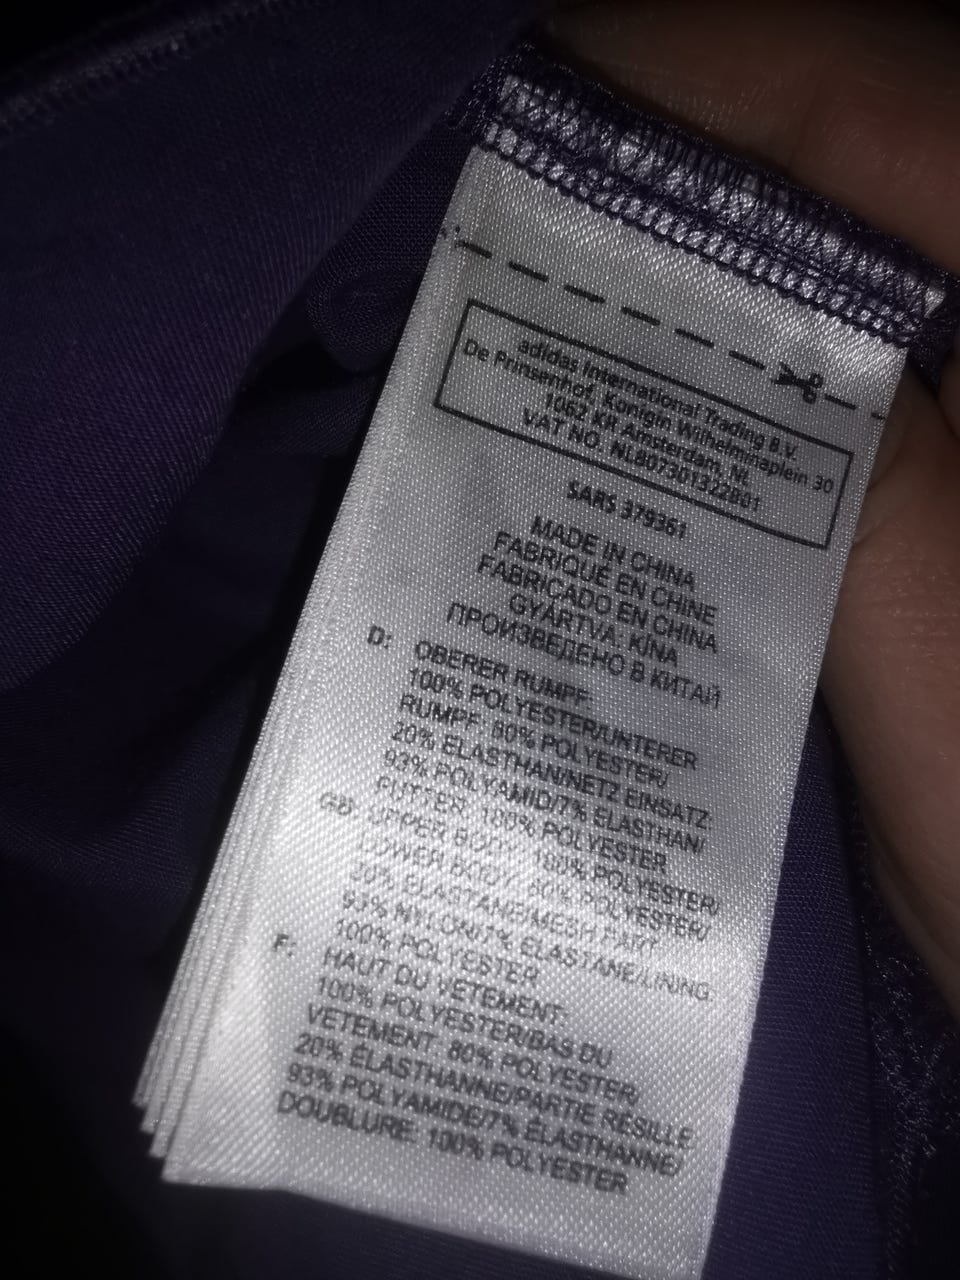 adidas International Trading B.V.
De Prinsenhof, Konigin Wilhelminaplein 30
1062 KR Amsterdam, NL
VAT NO. NL807301322B01
SARS 379361
MADE IN CHINA
FABRIQUÉ EN CHINE
FABRICADO EN CHINA
GYÁRTVA: KÍNA
ПРОИЗВЕДЕНО В КИТАЙ
D: OBERER RUMPF:
100% POLYESTER/UNTERER
RUMPF: 80% POLYESTER/
20% ELASTHAN/NETZ EINSATZ:
93% POLYAMID/7% ELASTHAN/
FUTTER: 100% POLYESTER
GB: UPPER BODY: 100% POLYESTER/
LOWER BODY: 80% POLYESTER/
20% ELASTANE/MESH PART:
93% NYLON/7% ELASTANE/LINING:
100% POLYESTER
F: HAUT DU VETEMENT:
100% POLYESTER/BAS DU
VETEMENT: 80% POLYESTER/
20% ÉLASTHANNE/PARTIE RESILLE:
93% POLYAMIDE/7% ÉLASTHANNE/
DOUBLURE: 100% POLYESTER